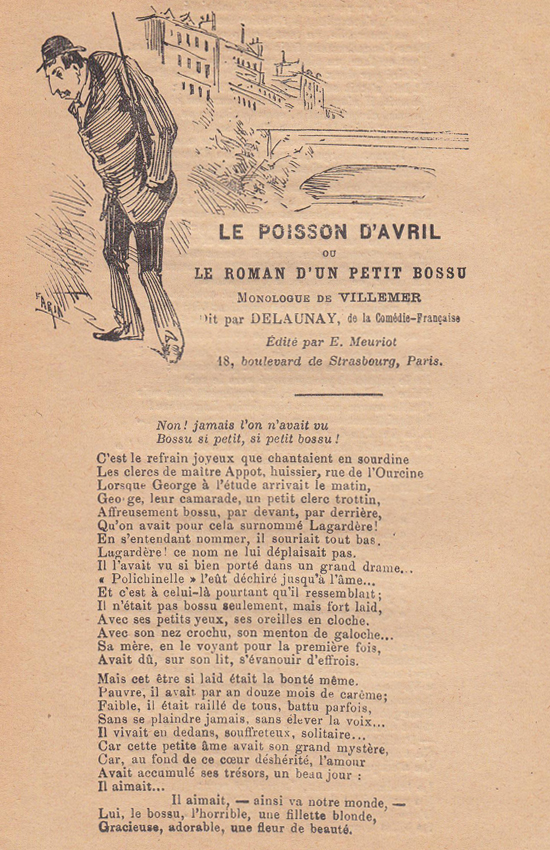 LE POISSON D'AVRIL
OU
LE ROMAN D'UN PETIT BOSSU
MONOLOGUE DE VILLEMER
Dit par DELAUNAY, de la Comédie-Française
Édité par E. Meuriot
18, boulevard de Strasbourg, Paris.
Non! jamais l'on n'avait vu
Bossu si petit, si petit bossu!
C'est le refrain joyeux que chantaient en sourdine
Les clercs de maître Appot, huissier, rue de l'Ourcine
Lorsque George à l'étude arrivait le matin,
George, leur camarade, un petit clerc trottin,
Affreusement bossu, par devant, par derrière,
Qu'on avait pour cela surnommé Lagardère!
En s'entendant nommer, il souriait tout bas.
Lagardère! ce nom ne lui déplaisait pas.
Il l'avait vu si bien porté dans un grand drame...
« Polichinelle » l'eût déchiré jusqu'à l'âme...
Et c'est à celui-là pourtant qu'il ressemblait;
Il n'était pas bossu seulement, mais fort laid,
Avec ses petits yeux, ses oreilles en cloche.
Avec son nez crochu, son menton de galoche...
Sa mère, en le voyant pour la première fois,
Avait dû, sur son lit, s'évanouir d'effrois.
Mais cet être si laid était la bonté même.
Pauvre, il avait par an douze mois de carême;
Faible, il était raillé de tous, battu parfois,
Sans se plaindre jamais, sans élever la voix...
Il vivait en dedans, souffreteux, solitaire...
Car cette petite âme avait son grand mystère,
Car, au fond de ce cœur déshérité, l'amour
Avait accumulé ses trésors, un beau jour :
Il aimait...
Il aimait, — ainsi va notre monde, —
Lui, le bossu, l'horrible, une fillette blonde,
Gracieuse, adorable, une fleur de beauté.